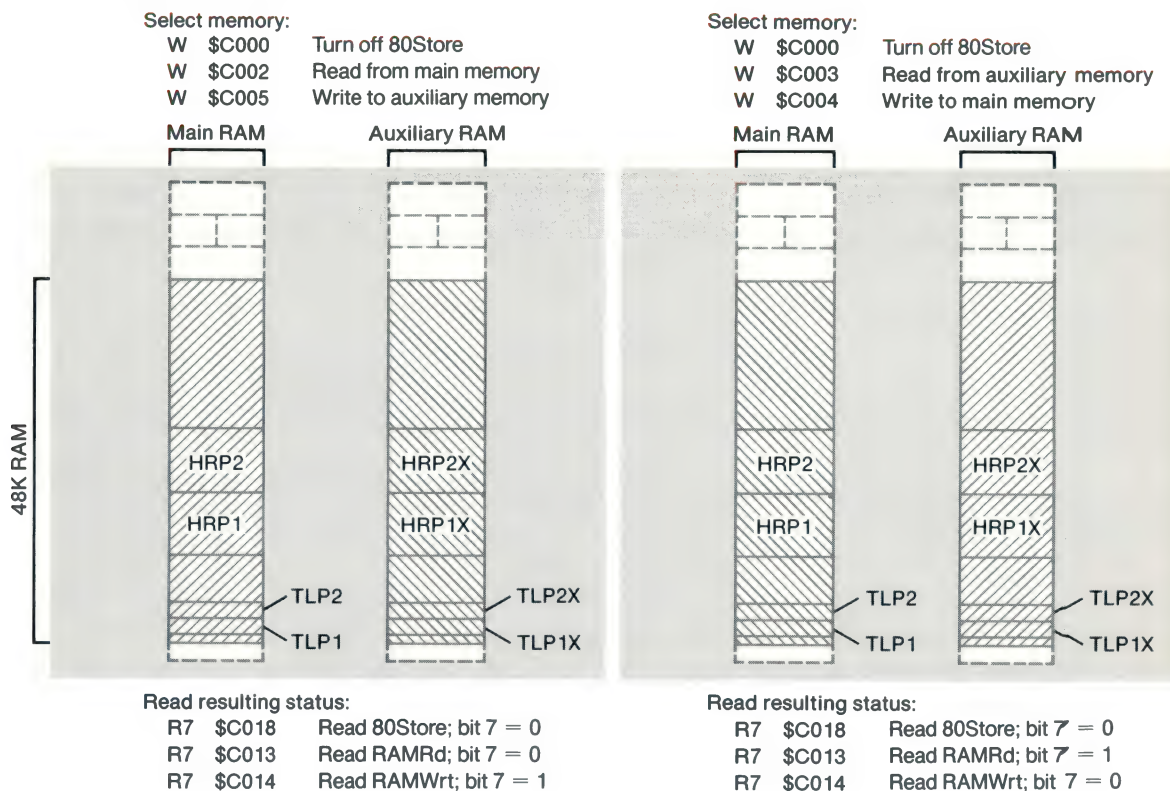 Select memory:
W $C000 Turn off 80Store
W $C002 Read from main memory
W $C005 Write to auxiliary memory
Main RAM Auxiliary RAM
48K RAM
HRP2 HRP2X
HRP1 HRP1X
TLP2 TLP2X
TLP1 TLP1X
Read resulting status:
R7 $C018 Read 80Store; bit 7 = 0
R7 $C013 Read RAMRd; bit 7 = 0
R7 $C014 Read RAMWrt; bit 7 = 1
Select memory:
W $C000 Turn off 80Store
W $C003 Read from auxiliary memory
W $C004 Write to main memory
Main RAM Auxiliary RAM
HRP2 HRP2X
HRP1 HRP1X
TLP2 TLP2X
TLP1 TLP1X
Read resulting status:
R7 $C018 Read 80Store; bit 7 = 0
R7 $C013 Read RAMRd; bit 7 = 1
R7 $C014 Read RAMWrt; bit 7 = 0